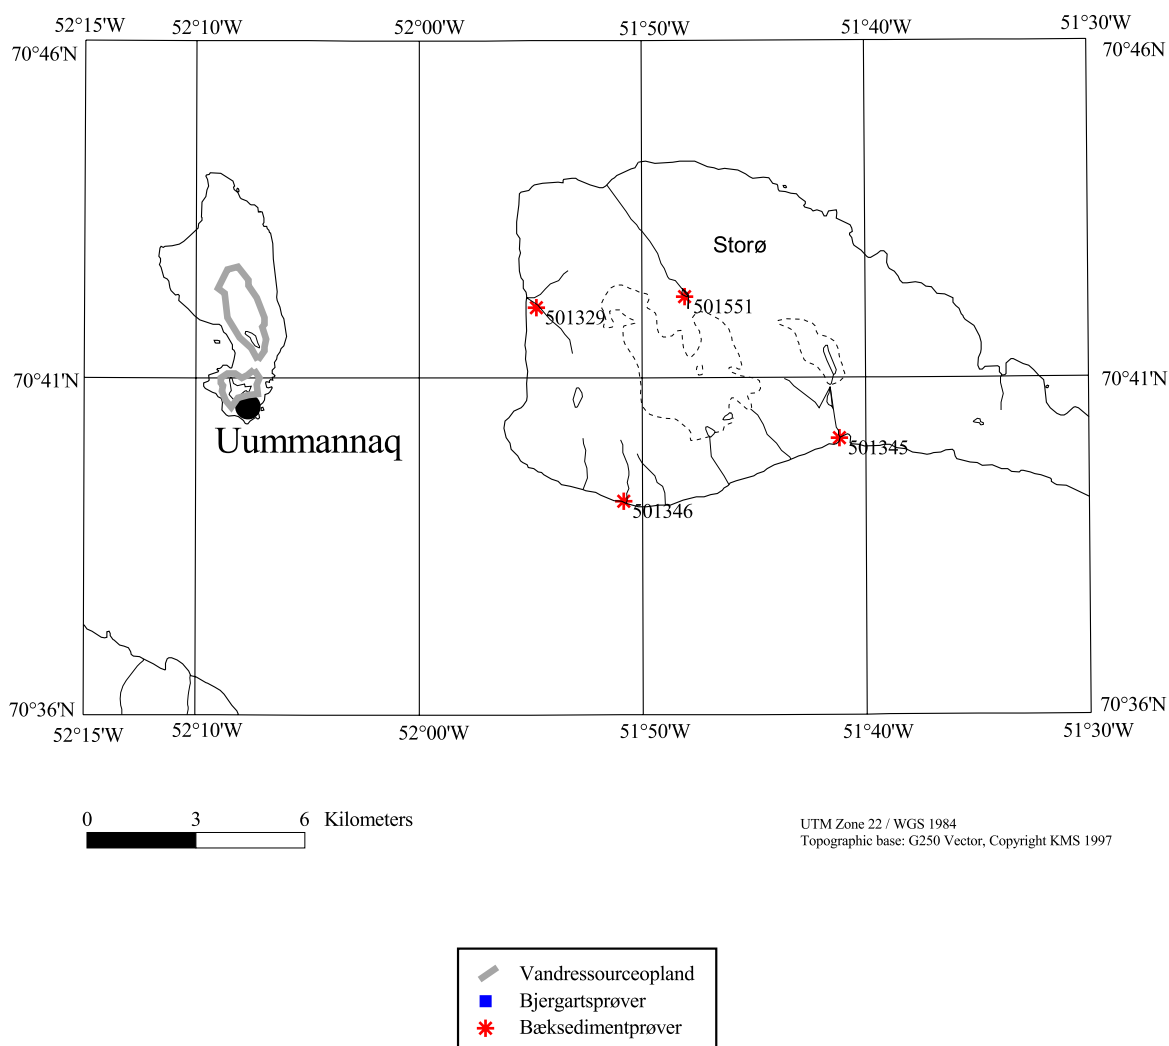 52°15'W 52°10'W 52°00'W 51°50'W 51°40'W 51°30'W
70°46'N 70°46'N
Storø
501329 501551
70°41'N 70°41'N
Uummannaq
501345
501346
70°36'N 70°36'N
52°15'W 52°10'W 52°00'W 51°50'W 51°40'W 51°30'W
0 3 6 Kilometers
UTM Zone 22 / WGS 1984
Topographic base: G250 Vector, Copyright KMS 1997
Vandressourceopland
Bjergartsprøver
Bæksedimentprøver